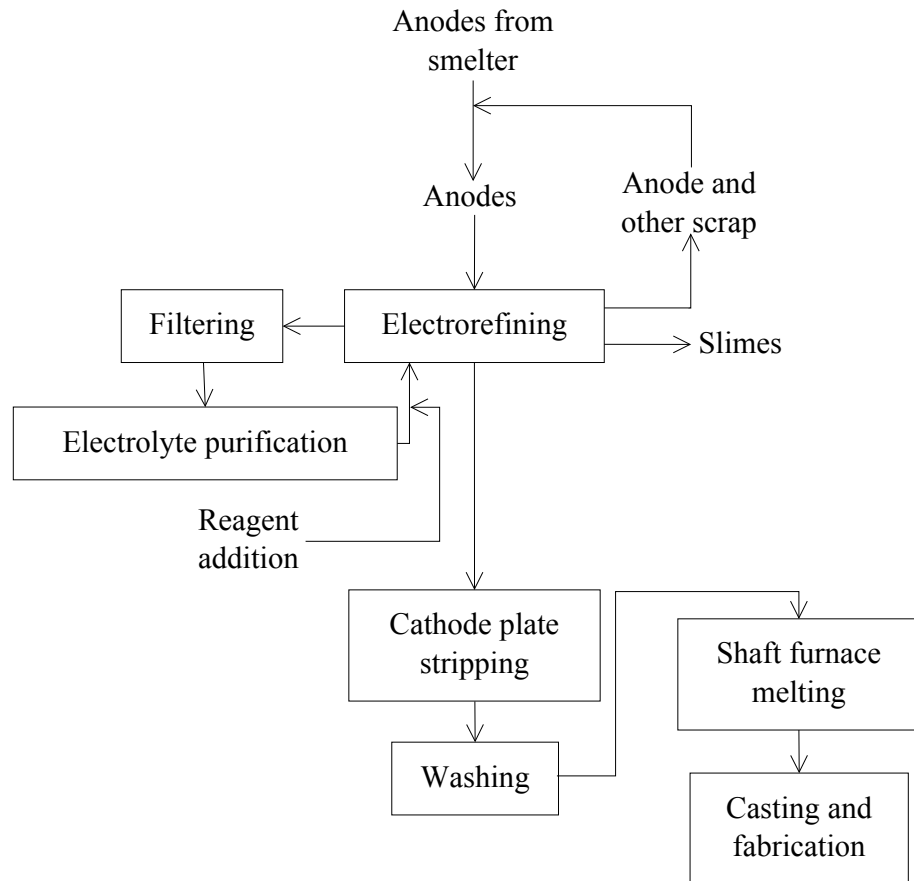 Anodes from
smelter
Anodes
Anode and
other scrap
Filtering
Electrorefining
Slimes
Electrolyte purification
Reagent
addition
Cathode plate
stripping
Shaft furnace
melting
Washing
Casting and
fabrication